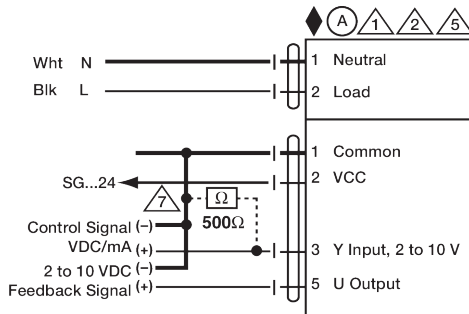 A 1 2 5
Wht N 1 Neutral
Blk L 2 Load
1 Common
SG...24 2 VCC
7 Ω
500Ω
Control Signal (–)
VDC/mA (+) 3 Y Input, 2 to 10 V
2 to 10 VDC (–)
Feedback Signal (+) 5 U Output